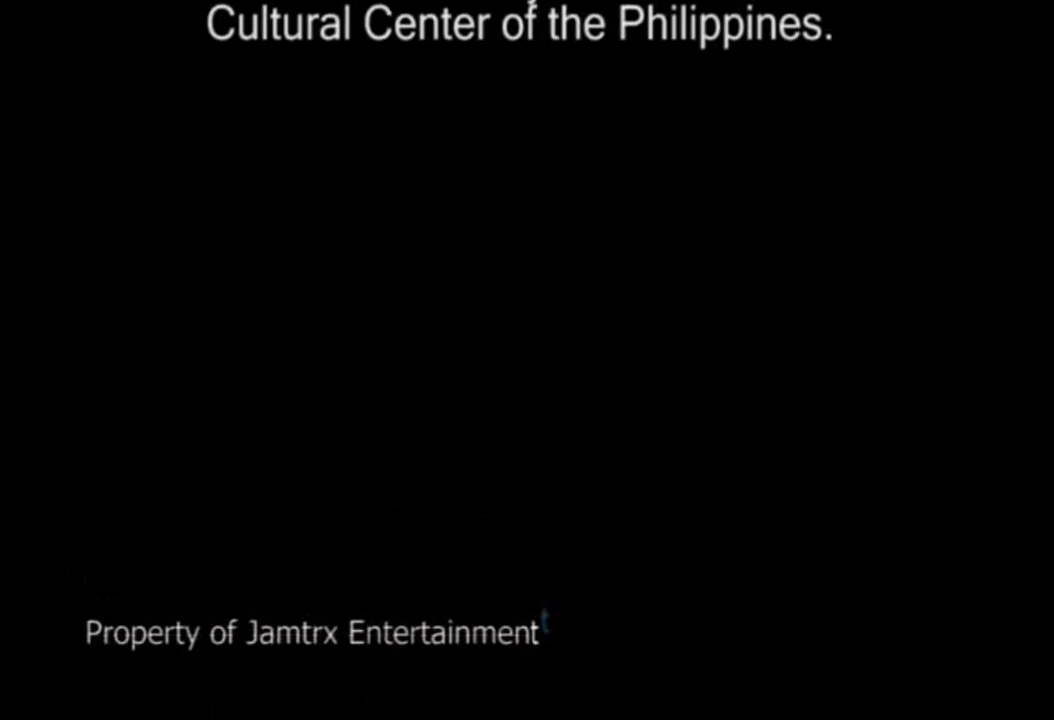 Cultural Center of the Philippines.
Property of Jamtrx Entertainment